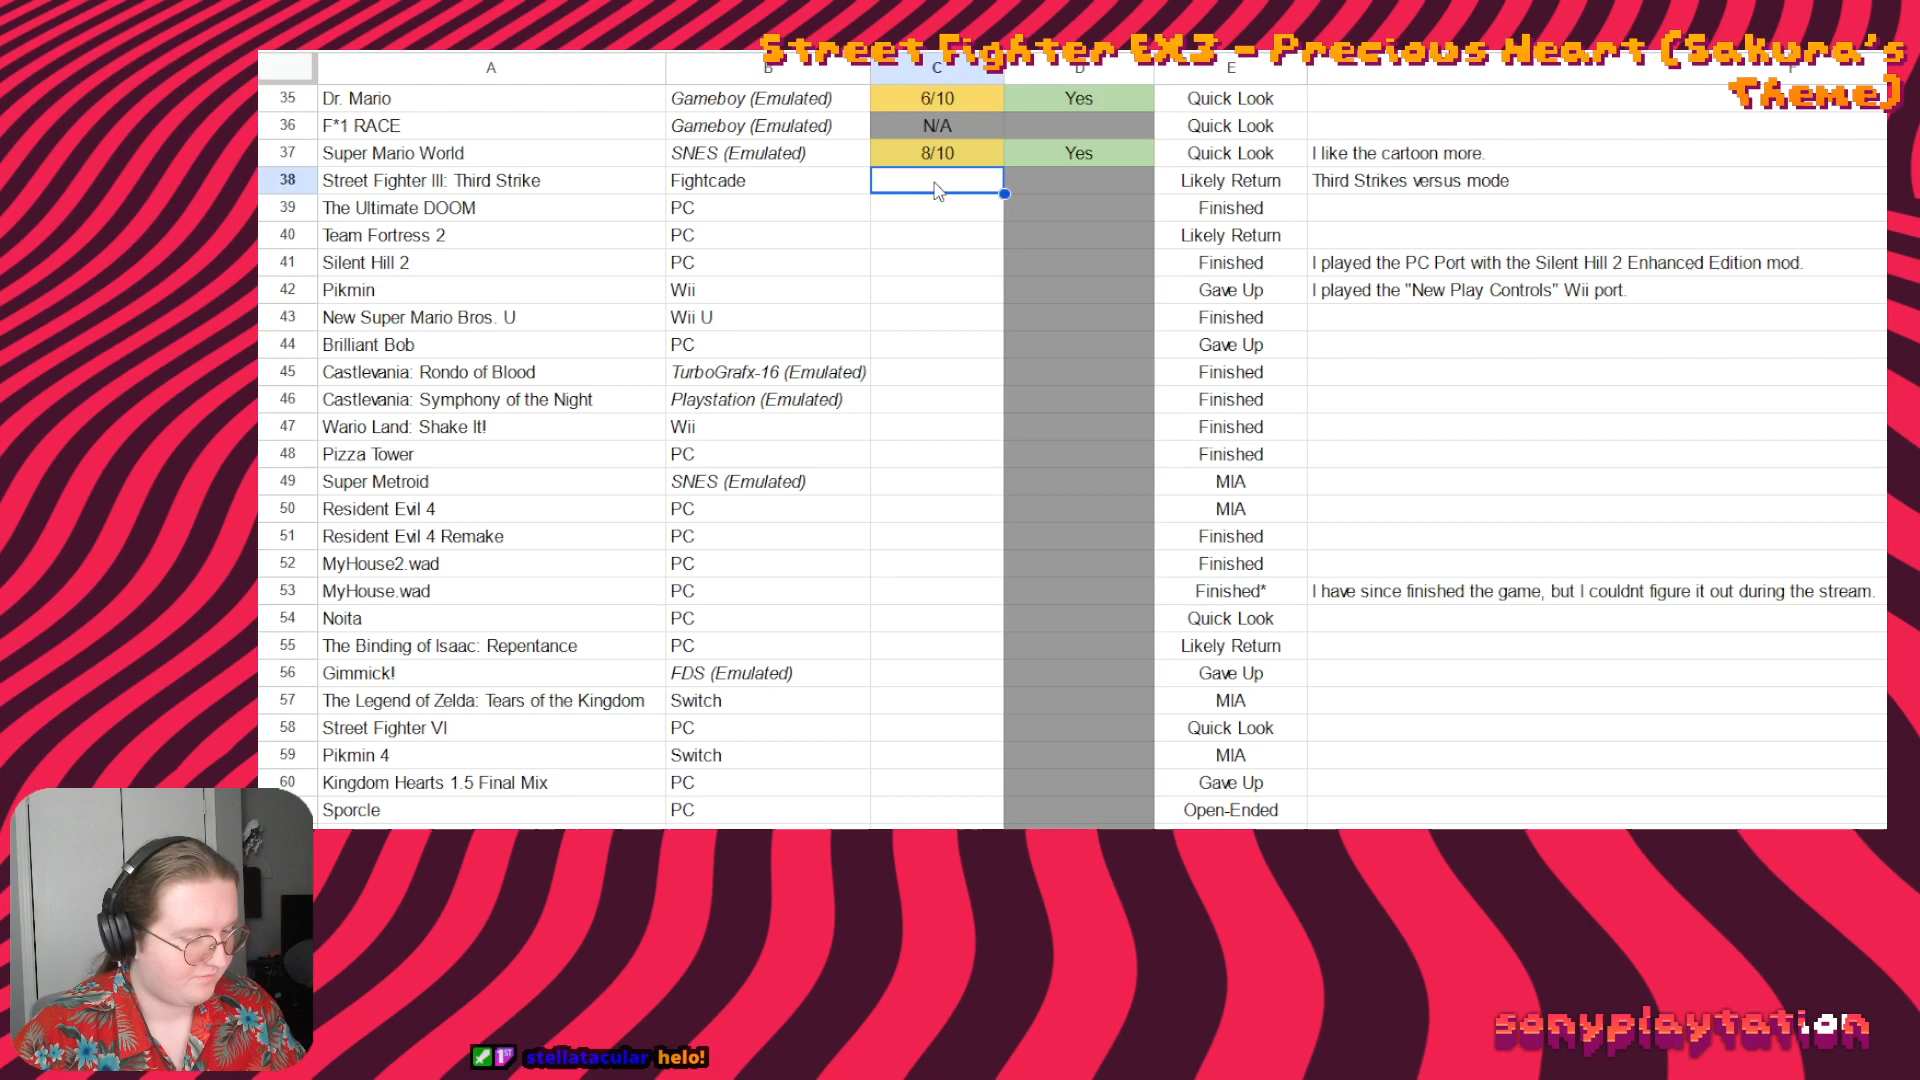 Street Fighter EX3 - Precious Heart (Sakura's
Theme)
A B C D E F
35 Dr. Mario Gameboy (Emulated) 6/10 Yes Quick Look
36 F*1 RACE Gameboy (Emulated) N/A Quick Look
37 Super Mario World SNES (Emulated) 8/10 Yes Quick Look I like the cartoon more.
38 Street Fighter III: Third Strike Fightcade Likely Return Third Strikes versus mode
39 The Ultimate DOOM PC Finished
40 Team Fortress 2 PC Likely Return
41 Silent Hill 2 PC Finished I played the PC Port with the Silent Hill 2 Enhanced Edition mod.
42 Pikmin Wii Gave Up I played the "New Play Controls" Wii port.
43 New Super Mario Bros. U Wii U Finished
44 Brilliant Bob PC Gave Up
45 Castlevania: Rondo of Blood TurboGrafx-16 (Emulated) Finished
46 Castlevania: Symphony of the Night Playstation (Emulated) Finished
47 Wario Land: Shake It! Wii Finished
48 Pizza Tower PC Finished
49 Super Metroid SNES (Emulated) MIA
50 Resident Evil 4 PC MIA
51 Resident Evil 4 Remake PC Finished
52 MyHouse2.wad PC Finished
53 MyHouse.wad PC Finished* I have since finished the game, but I couldnt figure it out during the stream.
54 Noita PC Quick Look
55 The Binding of Isaac: Repentance PC Likely Return
56 Gimmick! FDS (Emulated) Gave Up
57 The Legend of Zelda: Tears of the Kingdom Switch MIA
58 Street Fighter VI PC Quick Look
59 Pikmin 4 Switch MIA
60 Kingdom Hearts 1.5 Final Mix PC Gave Up
Sporcle PC Open-Ended
sonyplaytation
1ST stellatacular helo!